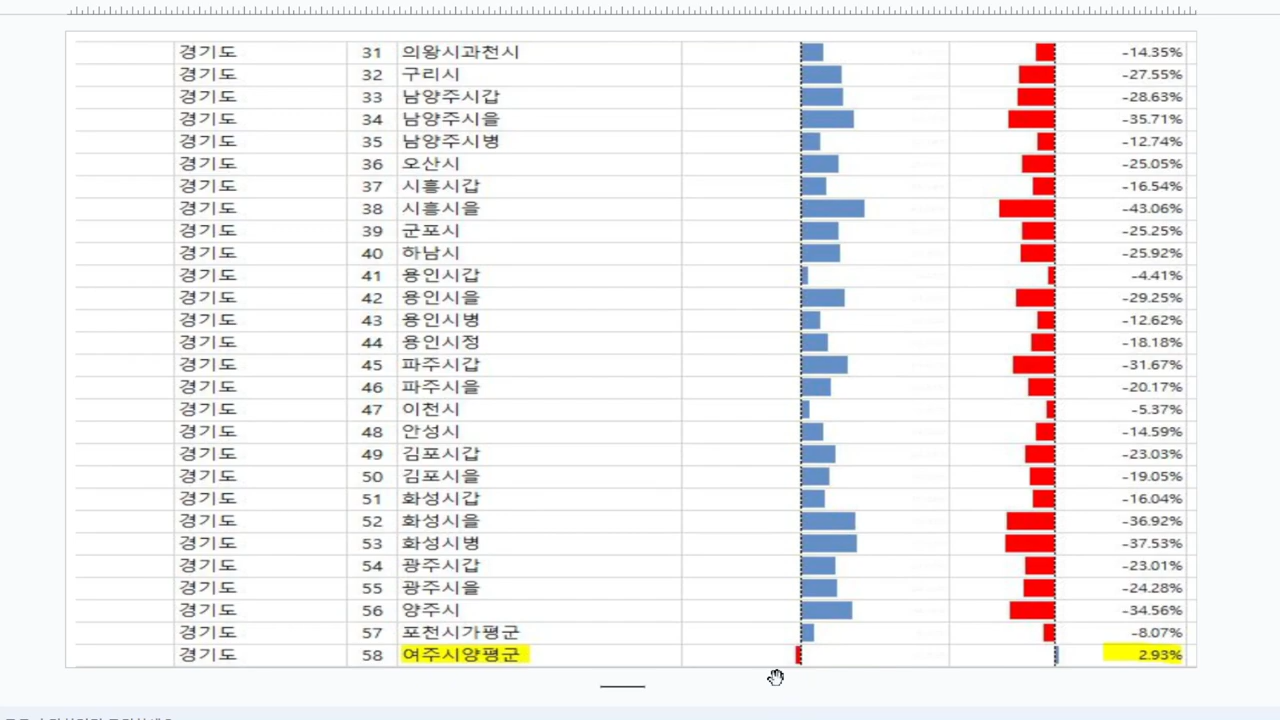 경기도 31 의왕시과천시 -14.35%
경기도 32 구리시 -27.55%
경기도 33 남양주시갑 -28.63%
경기도 34 남양주시을 -35.71%
경기도 35 남양주시병 -12.74%
경기도 36 오산시 -25.05%
경기도 37 시흥시갑 -16.54%
경기도 38 시흥시을 -43.06%
경기도 39 군포시 -25.25%
경기도 40 하남시 -25.92%
경기도 41 용인시갑 -4.41%
경기도 42 용인시을 -29.25%
경기도 43 용인시병 -12.62%
경기도 44 용인시정 -18.18%
경기도 45 파주시갑 -31.67%
경기도 46 파주시을 -20.17%
경기도 47 이천시 -5.37%
경기도 48 안성시 -14.59%
경기도 49 김포시갑 -23.03%
경기도 50 김포시을 -19.05%
경기도 51 화성시갑 -16.04%
경기도 52 화성시을 -36.92%
경기도 53 화성시병 -37.53%
경기도 54 광주시갑 -23.01%
경기도 55 광주시을 -24.28%
경기도 56 양주시 -34.56%
경기도 57 포천시가평군 -8.07%
경기도 58 여주시양평군 2.93%